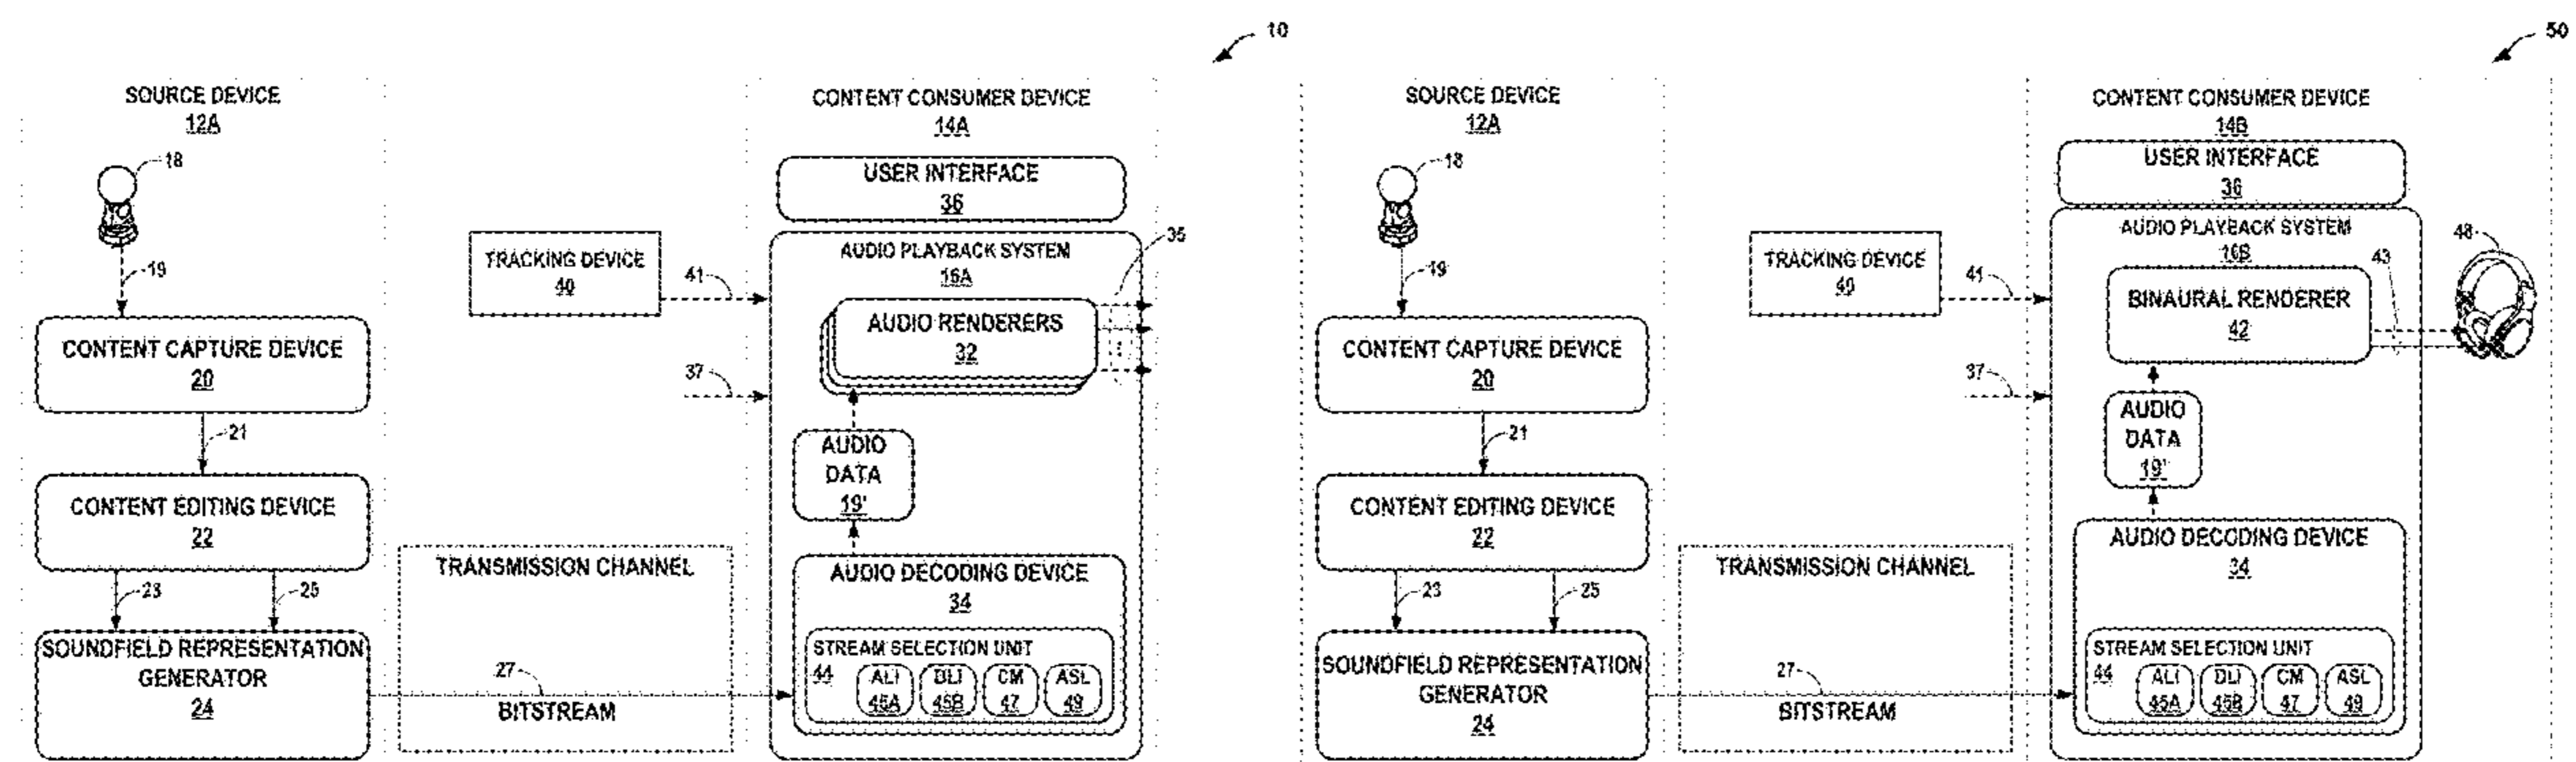 10
SOURCE DEVICE
12A
18
19
CONTENT CAPTURE DEVICE
20
21
CONTENT EDITING DEVICE
22
23
25
SOUNDFIELD REPRESENTATION
GENERATOR
24
TRACKING DEVICE
40
41
37
TRANSMISSION CHANNEL
27
BITSTREAM
CONTENT CONSUMER DEVICE
14A
USER INTERFACE
36
AUDIO PLAYBACK SYSTEM
16A
35
AUDIO RENDERERS
32
AUDIO
DATA
19'
AUDIO DECODING DEVICE
34
STREAM SELECTION UNIT
44
ALI
45A
DLI
45B
CM
47
ASL
49
50
SOURCE DEVICE
12A
18
19
CONTENT CAPTURE DEVICE
20
21
CONTENT EDITING DEVICE
22
23
25
SOUNDFIELD REPRESENTATION
GENERATOR
24
TRACKING DEVICE
40
41
37
TRANSMISSION CHANNEL
27
BITSTREAM
CONTENT CONSUMER DEVICE
14B
USER INTERFACE
36
AUDIO PLAYBACK SYSTEM
16B
48
43
BINAURAL RENDERER
42
AUDIO
DATA
19'
AUDIO DECODING DEVICE
34
STREAM SELECTION UNIT
44
ALI
45A
DLI
45B
CM
47
ASL
49